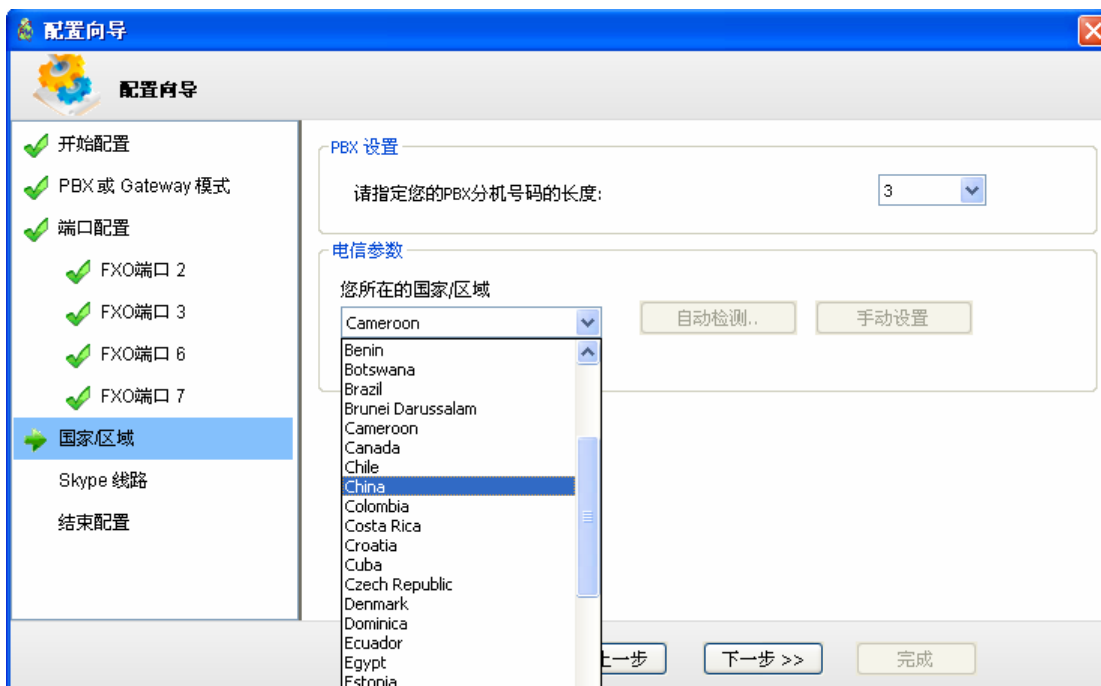 配置向导
配置向导
开始配置
PBX 或 Gateway 模式
端口配置
FXO端口 2
FXO端口 3
FXO端口 6
FXO端口 7
国家/区域
Skype 线路
结束配置
PBX 设置
请指定您的PBX分机号码的长度:
3
电信参数
您所在的国家/区域
Cameroon
自动检测..
手动设置
Benin
Botswana
Brazil
Brunei Darussalam
Cameroon
Canada
Chile
China
Colombia
Costa Rica
Croatia
Cuba
Czech Republic
Denmark
Dominica
Ecuador
Egypt
Estonia
上一步
下一步 >>
完成